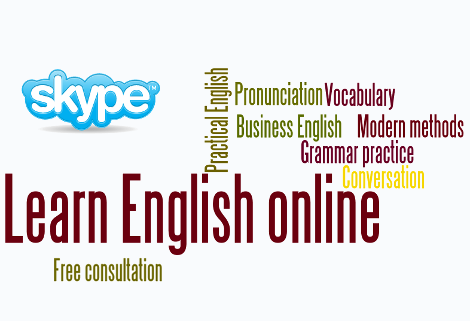 skype
Practical English
Pronunciation Vocabulary
Business English Modern methods
Grammar practice
Conversation
Learn English online
Free consultation